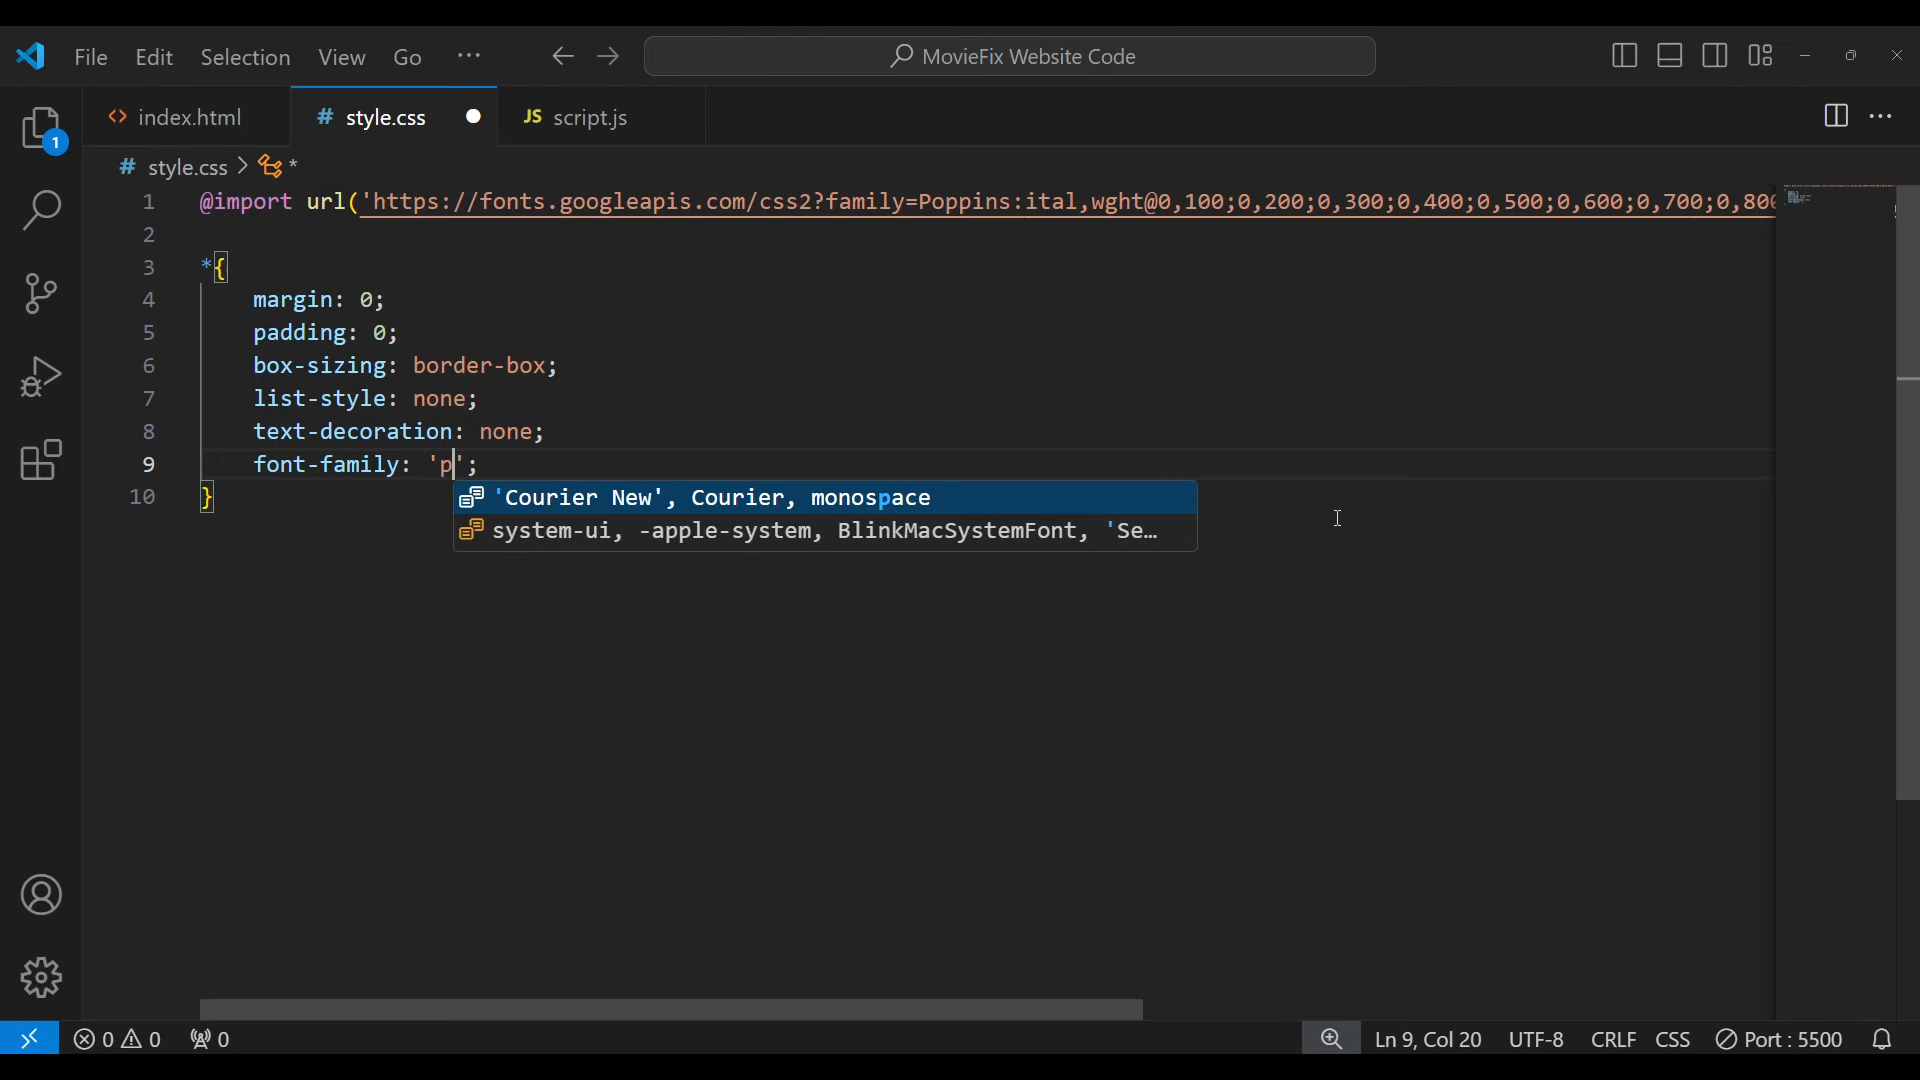 File Edit Selection View Go ··· MovieFix Website Code
index.html style.css script.js
style.css > *
1 @import url('https://fonts.googleapis.com/css2?family=Poppins:ital,wght@0,100;0,200;0,300;0,400;0,500;0,600;0,700;0,800
2
3 *{
4 margin: 0;
5 padding: 0;
6 box-sizing: border-box;
7 list-style: none;
8 text-decoration: none;
9 font-family: 'p';
10 }
'Courier New', Courier, monospace
system-ui, -apple-system, BlinkMacSystemFont, 'Se…
1
0 0 0 Ln 9, Col 20 UTF-8 CRLF CSS Port : 5500